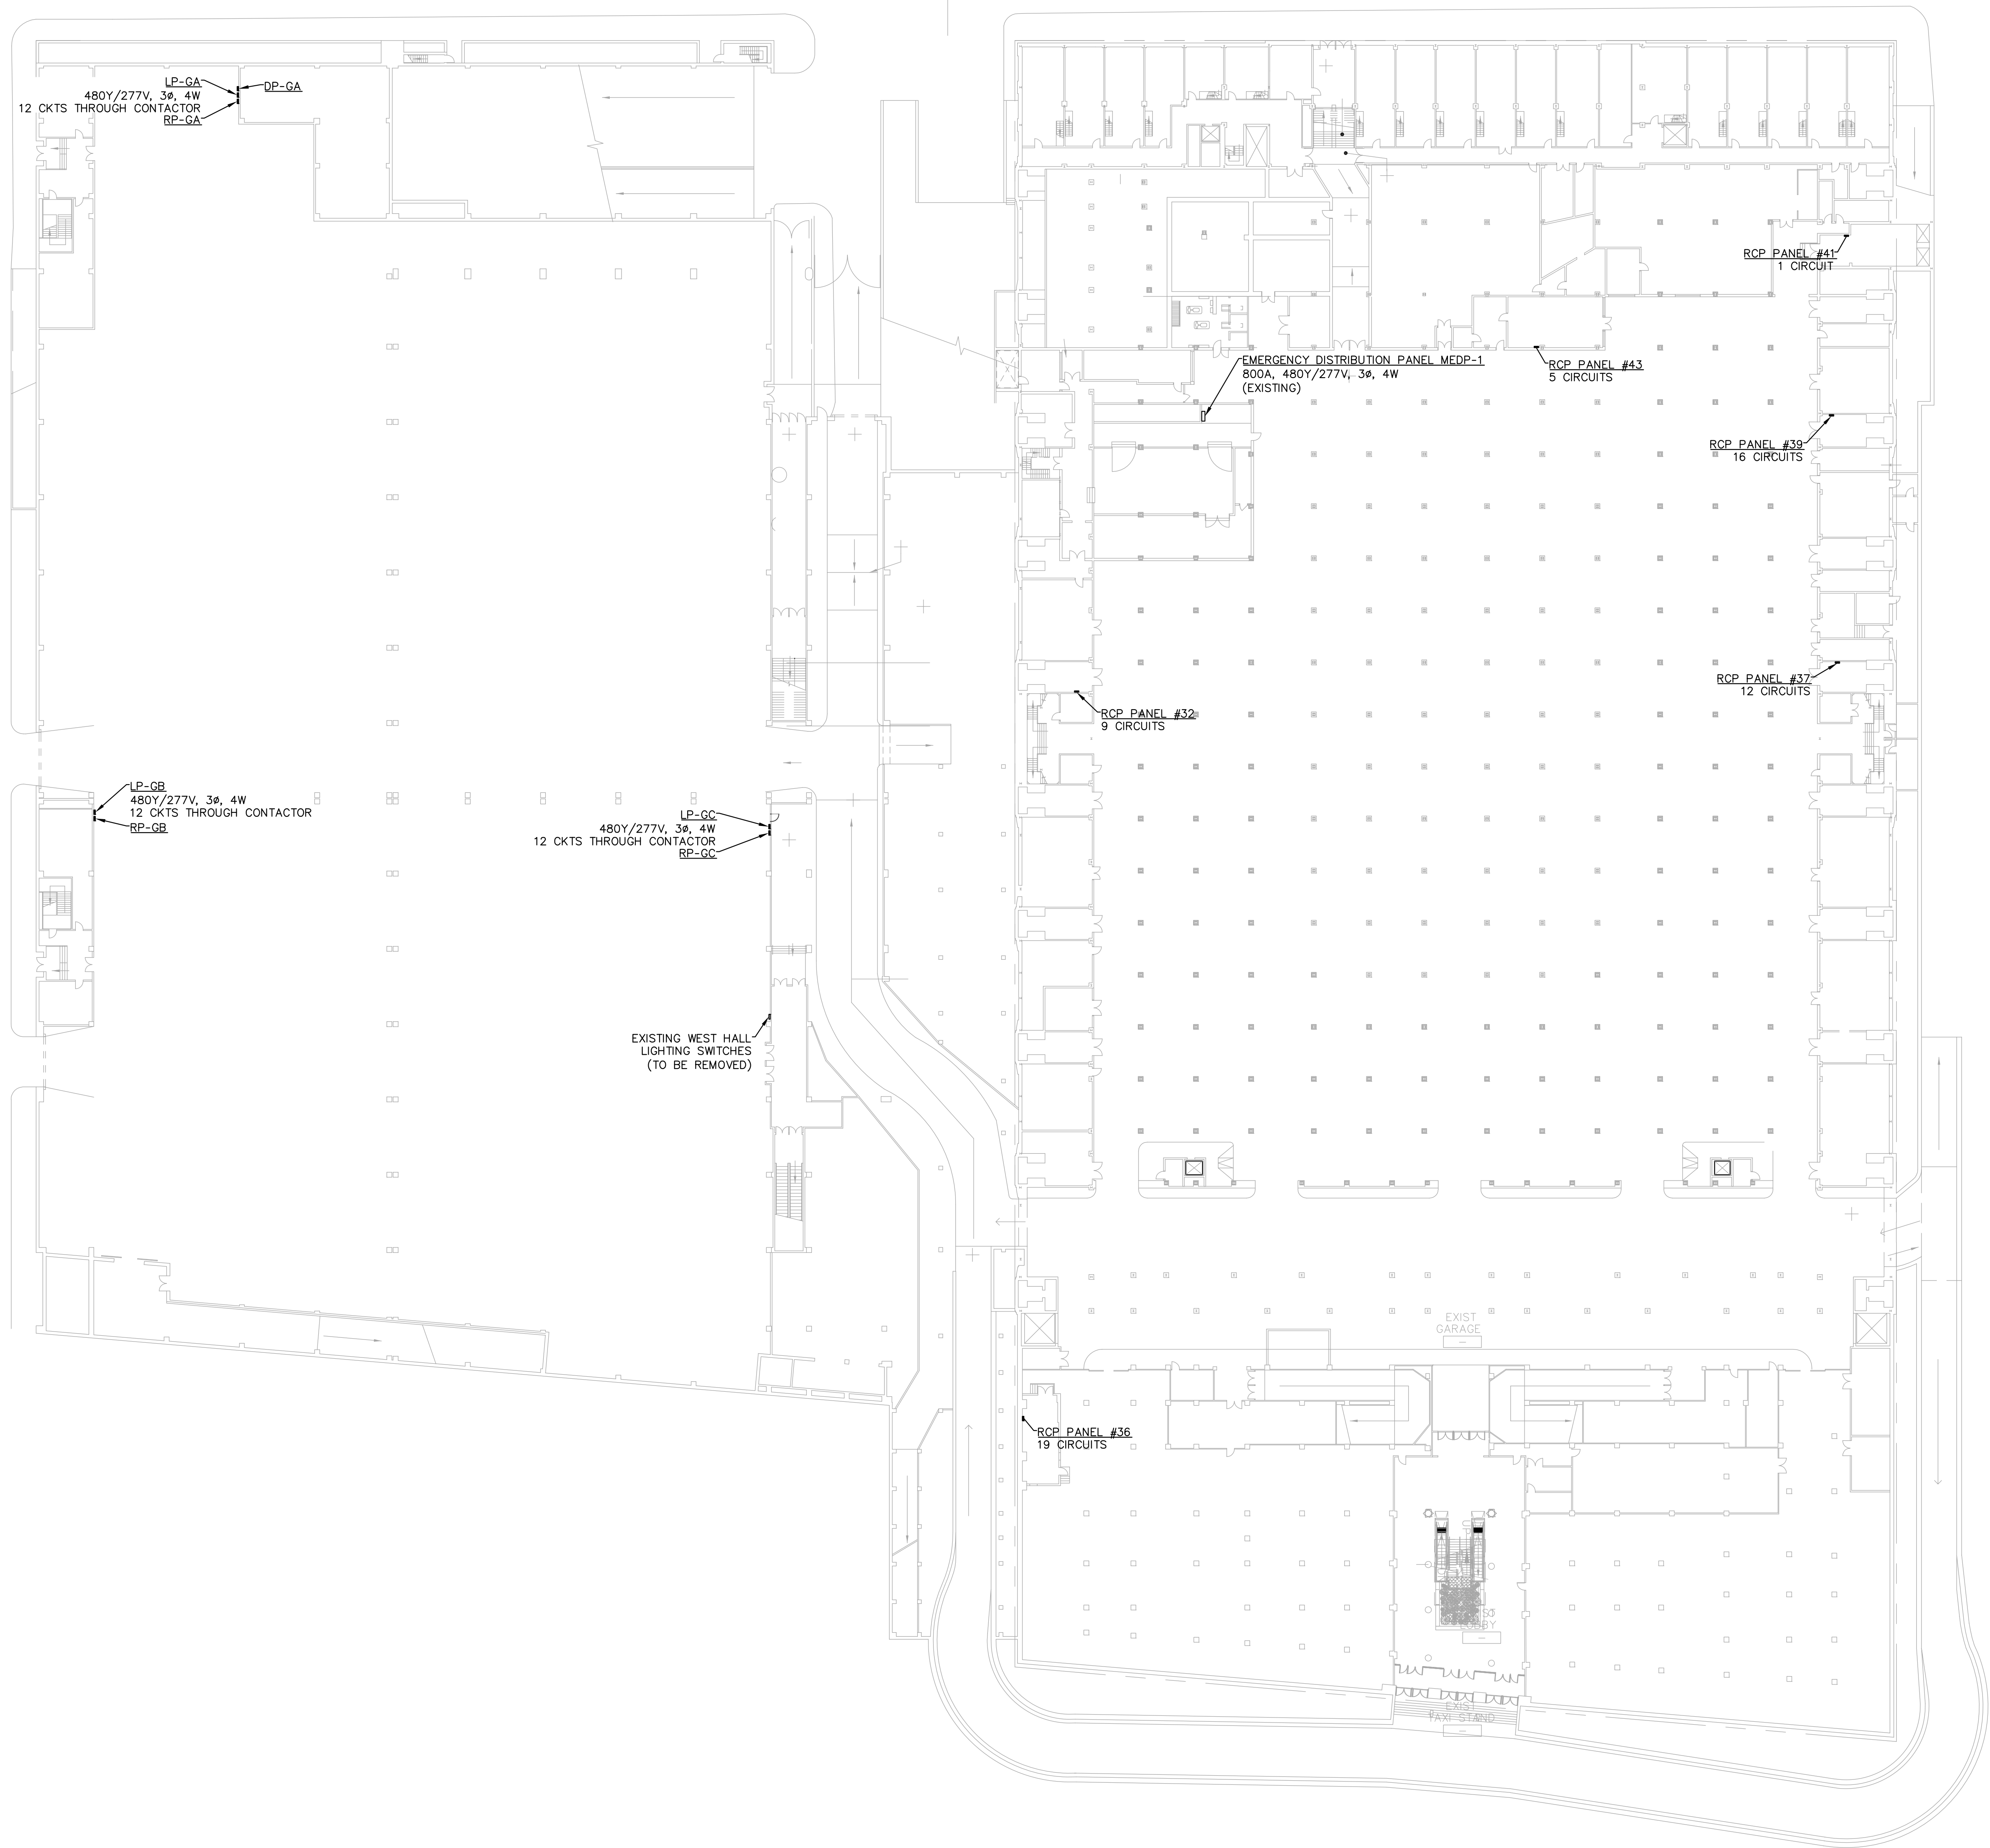 LP-GA
480Y/277V, 3ø, 4W
12 CKTS THROUGH CONTACTOR
RP-GA
DP-GA
RCP PANEL #41
1 CIRCUIT
EMERGENCY DISTRIBUTION PANEL MEDP-1
800A, 480Y/277V, 3ø, 4W
(EXISTING)
RCP PANEL #43
5 CIRCUITS
RCP PANEL #39
16 CIRCUITS
RCP PANEL #37
12 CIRCUITS
RCP PANEL #32
9 CIRCUITS
LP-GB
480Y/277V, 3ø, 4W
12 CKTS THROUGH CONTACTOR
RP-GB
LP-GC
480Y/277V, 3ø, 4W
12 CKTS THROUGH CONTACTOR
RP-GC
EXISTING WEST HALL
LIGHTING SWITCHES
(TO BE REMOVED)
EXIST
GARAGE
RCP PANEL #36
19 CIRCUITS
EXIST
TAXI STAND